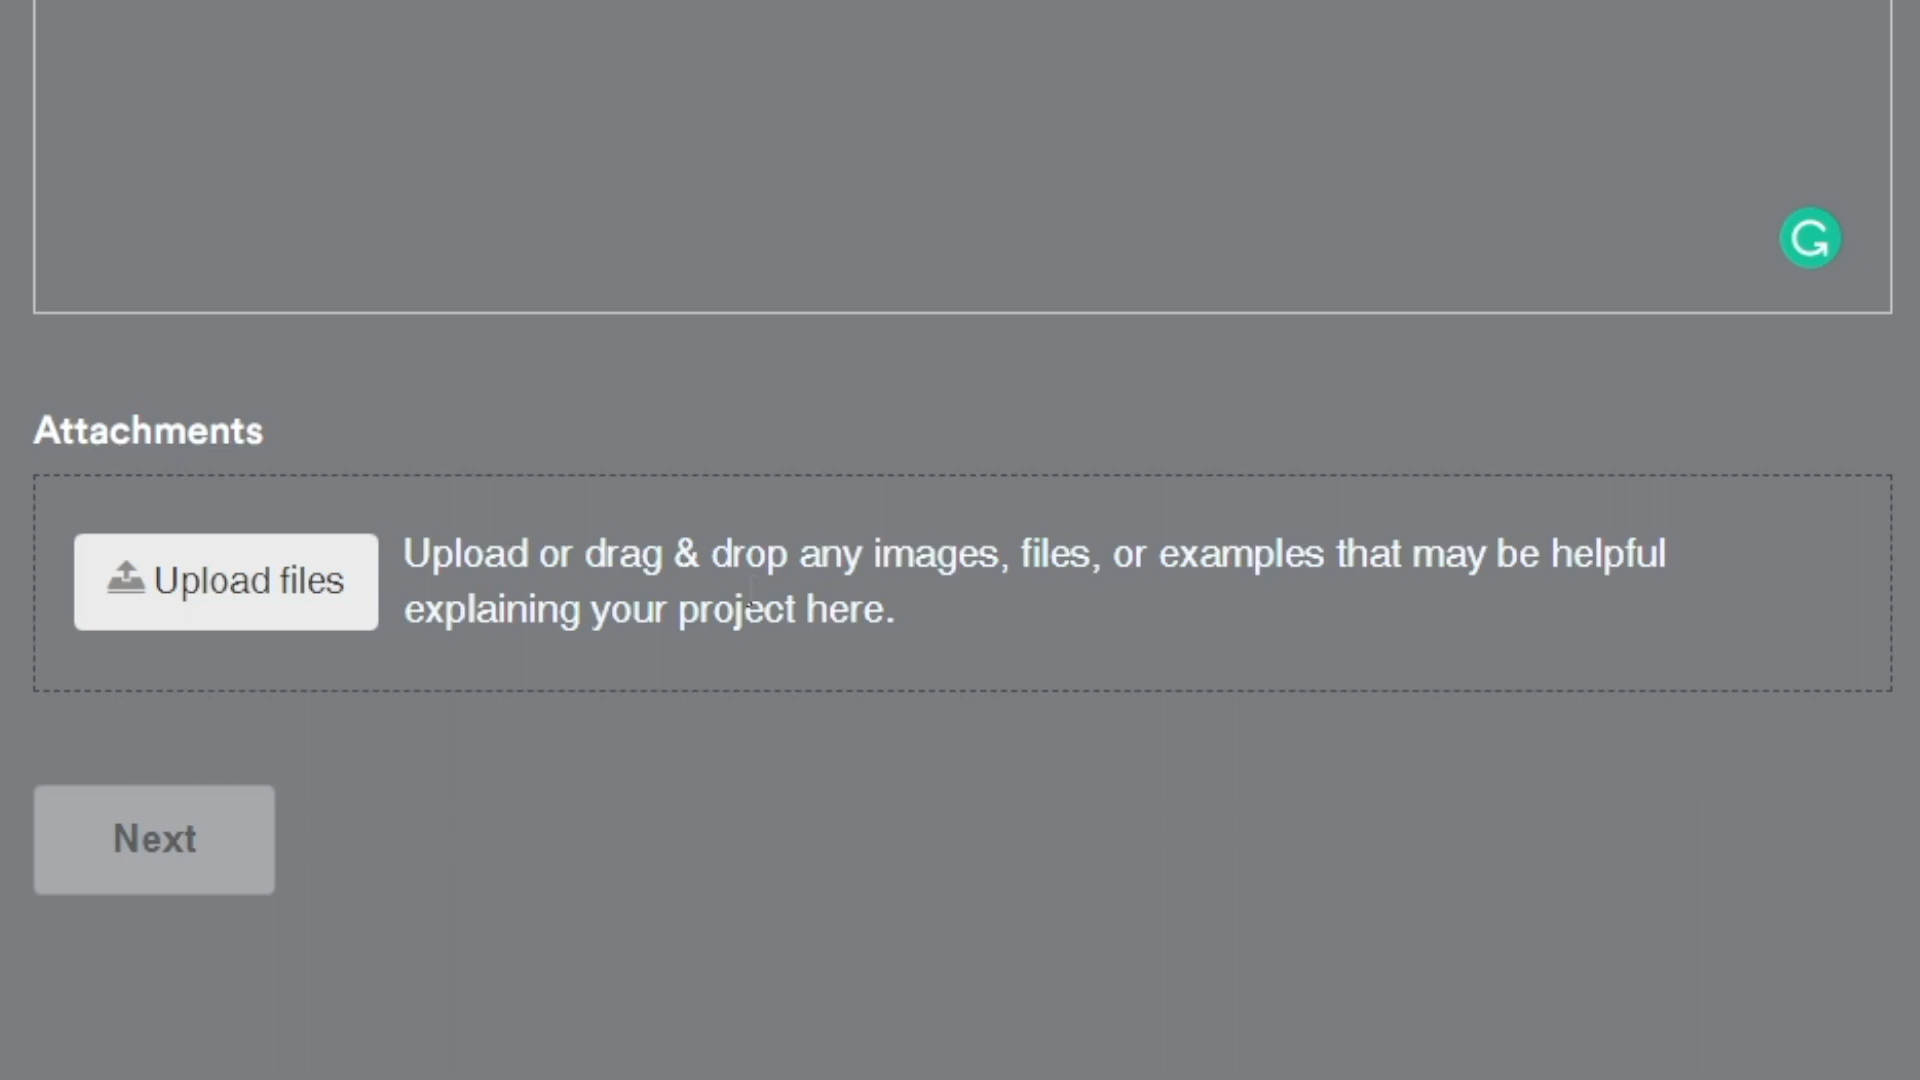 Attachments
Upload files
Upload or drag & drop any images, files, or examples that may be helpful
explaining your project here.
Next